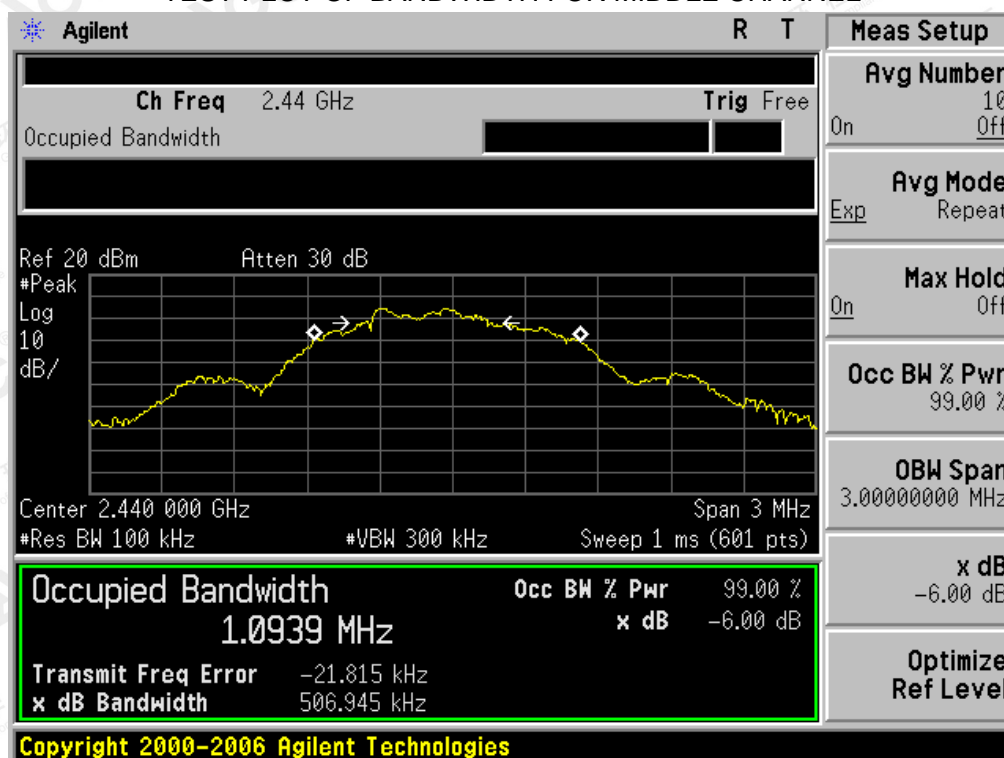 Agilent R T
Ch Freq 2.44 GHz Trig Free
Occupied Bandwidth
Ref 20 dBm Atten 30 dB
#Peak
Log
10
dB/
Center 2.440 000 GHz Span 3 MHz
#Res BW 100 kHz #VBW 300 kHz Sweep 1 ms (601 pts)
Occupied Bandwidth
1.0939 MHz
Occ BW % Pwr 99.00 %
x dB -6.00 dB
Transmit Freq Error -21.815 kHz
x dB Bandwidth 506.945 kHz
Copyright 2000-2006 Agilent Technologies
Meas Setup
Avg Number
10
On Off
Avg Mode
Exp Repeat
Max Hold
On Off
Occ BW % Pwr
99.00 %
OBW Span
3.00000000 MHz
x dB
-6.00 dB
Optimize
Ref Level